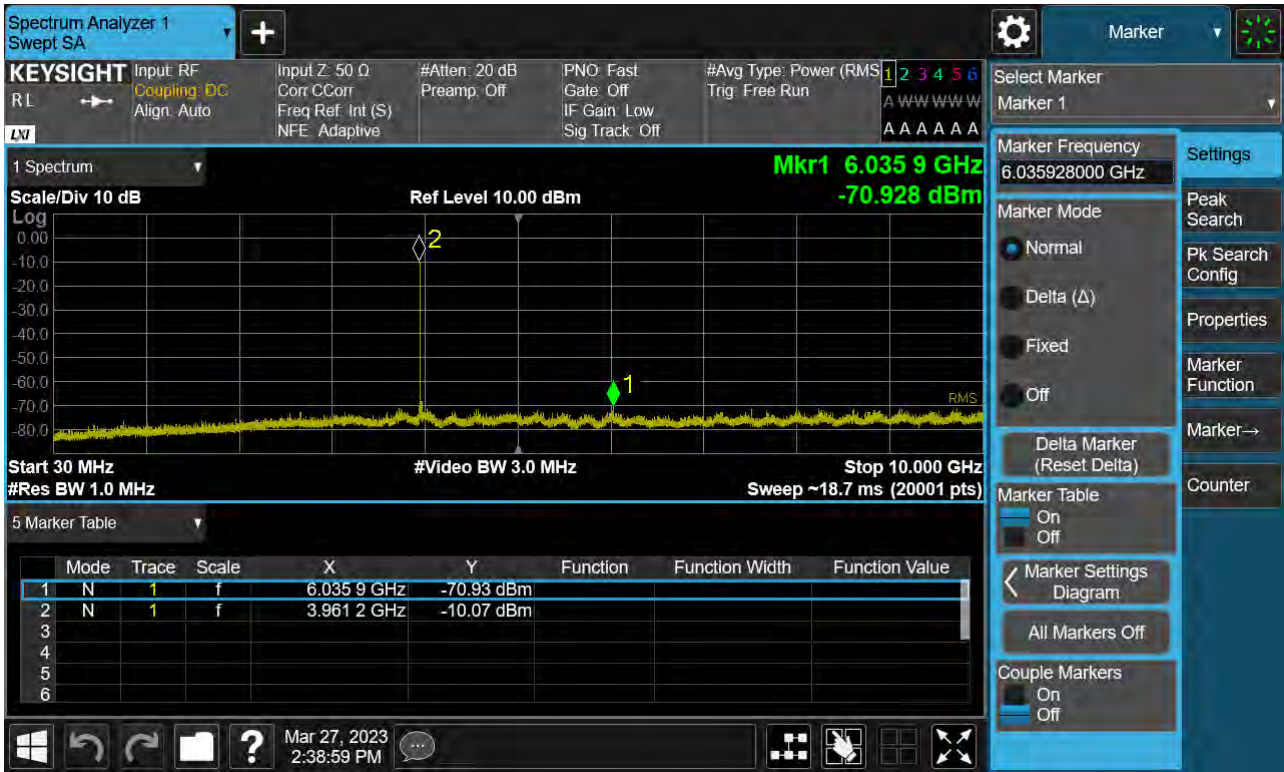 Spectrum Analyzer 1
Swept SA
Marker
KEYSIGHT
RL
LXI
Input: RF
Coupling: DC
Align: Auto
Input Z: 50 Ω
Corr CCorr
Freq Ref: Int (S)
NFE: Adaptive
#Atten: 20 dB
Preamp: Off
PNO: Fast
Gate: Off
IF Gain: Low
Sig Track: Off
#Avg Type: Power (RMS
Trig: Free Run
1 2 3 4 5 6
A W W W W W
A A A A A A
Select Marker
Marker 1
1 Spectrum
Mkr1 6.035 9 GHz
-70.928 dBm
Scale/Div 10 dB
Ref Level 10.00 dBm
Log
0.00
-10.0
-20.0
-30.0
-40.0
-50.0
-60.0
-70.0
-80.0
2
1
RMS
Start 30 MHz
#Video BW 3.0 MHz
Stop 10.000 GHz
#Res BW 1.0 MHz
Sweep ~18.7 ms (20001 pts)
5 Marker Table
Mode Trace Scale X Y Function Function Width Function Value
1 N 1 f 6.035 9 GHz -70.93 dBm
2 N 1 f 3.961 2 GHz -10.07 dBm
3
4
5
6
Marker Frequency
6.035928000 GHz
Marker Mode
Normal
Delta (Δ)
Fixed
Off
Delta Marker
(Reset Delta)
Marker Table
On
Off
Marker Settings
Diagram
All Markers Off
Couple Markers
On
Off
Settings
Peak
Search
Pk Search
Config
Properties
Marker
Function
Marker→
Counter
Mar 27, 2023
2:38:59 PM